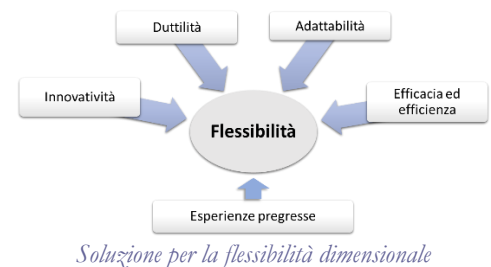 Duttilità
Adattabilità
Innovatività
Efficacia ed
efficienza
Flessibilità
Esperienze pregresse
Soluzione per la flessibilità dimensionale